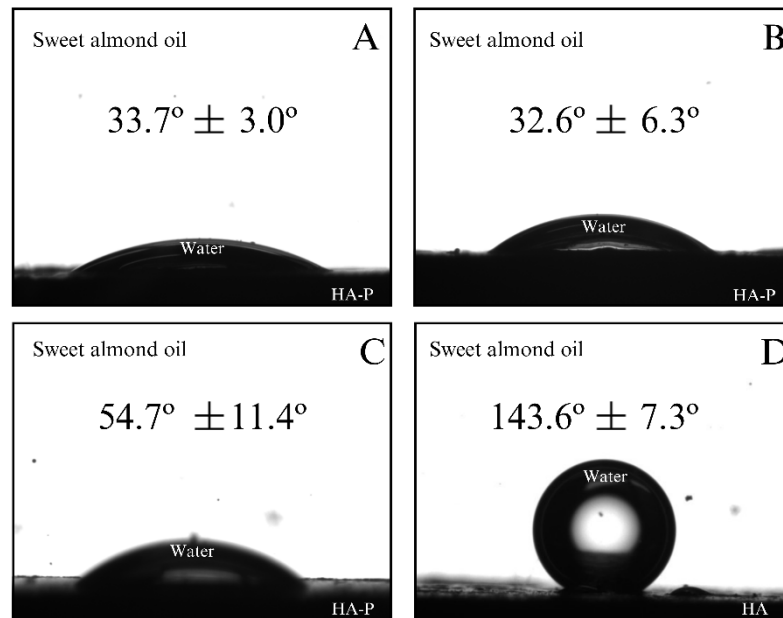 Sweet almond oil
A
33.7º ± 3.0º
Water
HA-P
Sweet almond oil
B
32.6º ± 6.3º
Water
HA-P
Sweet almond oil
C
54.7º ±11.4º
Water
HA-P
Sweet almond oil
D
143.6º ± 7.3º
Water
HA